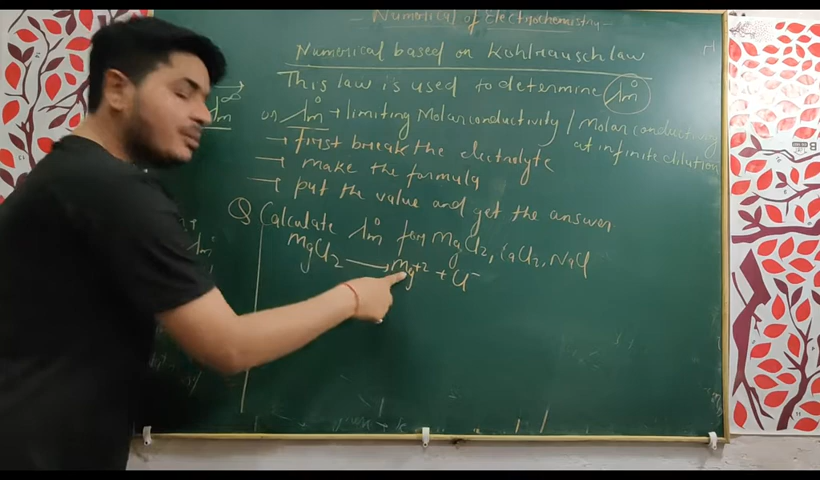 - Numerical of electrochemistry -
Numerical based on Kohlrausch law
This law is used to determine Λm°
or Λm° → limiting Molar conductivity / Molar conductivity
at infinite dilution
→ first break the electrolyte
→ make the formula
→ put the value and get the answer
Q Calculate Λm° for MgCl2, CaCl2, NaCl
MgCl2 → Mg+2 + Cl-